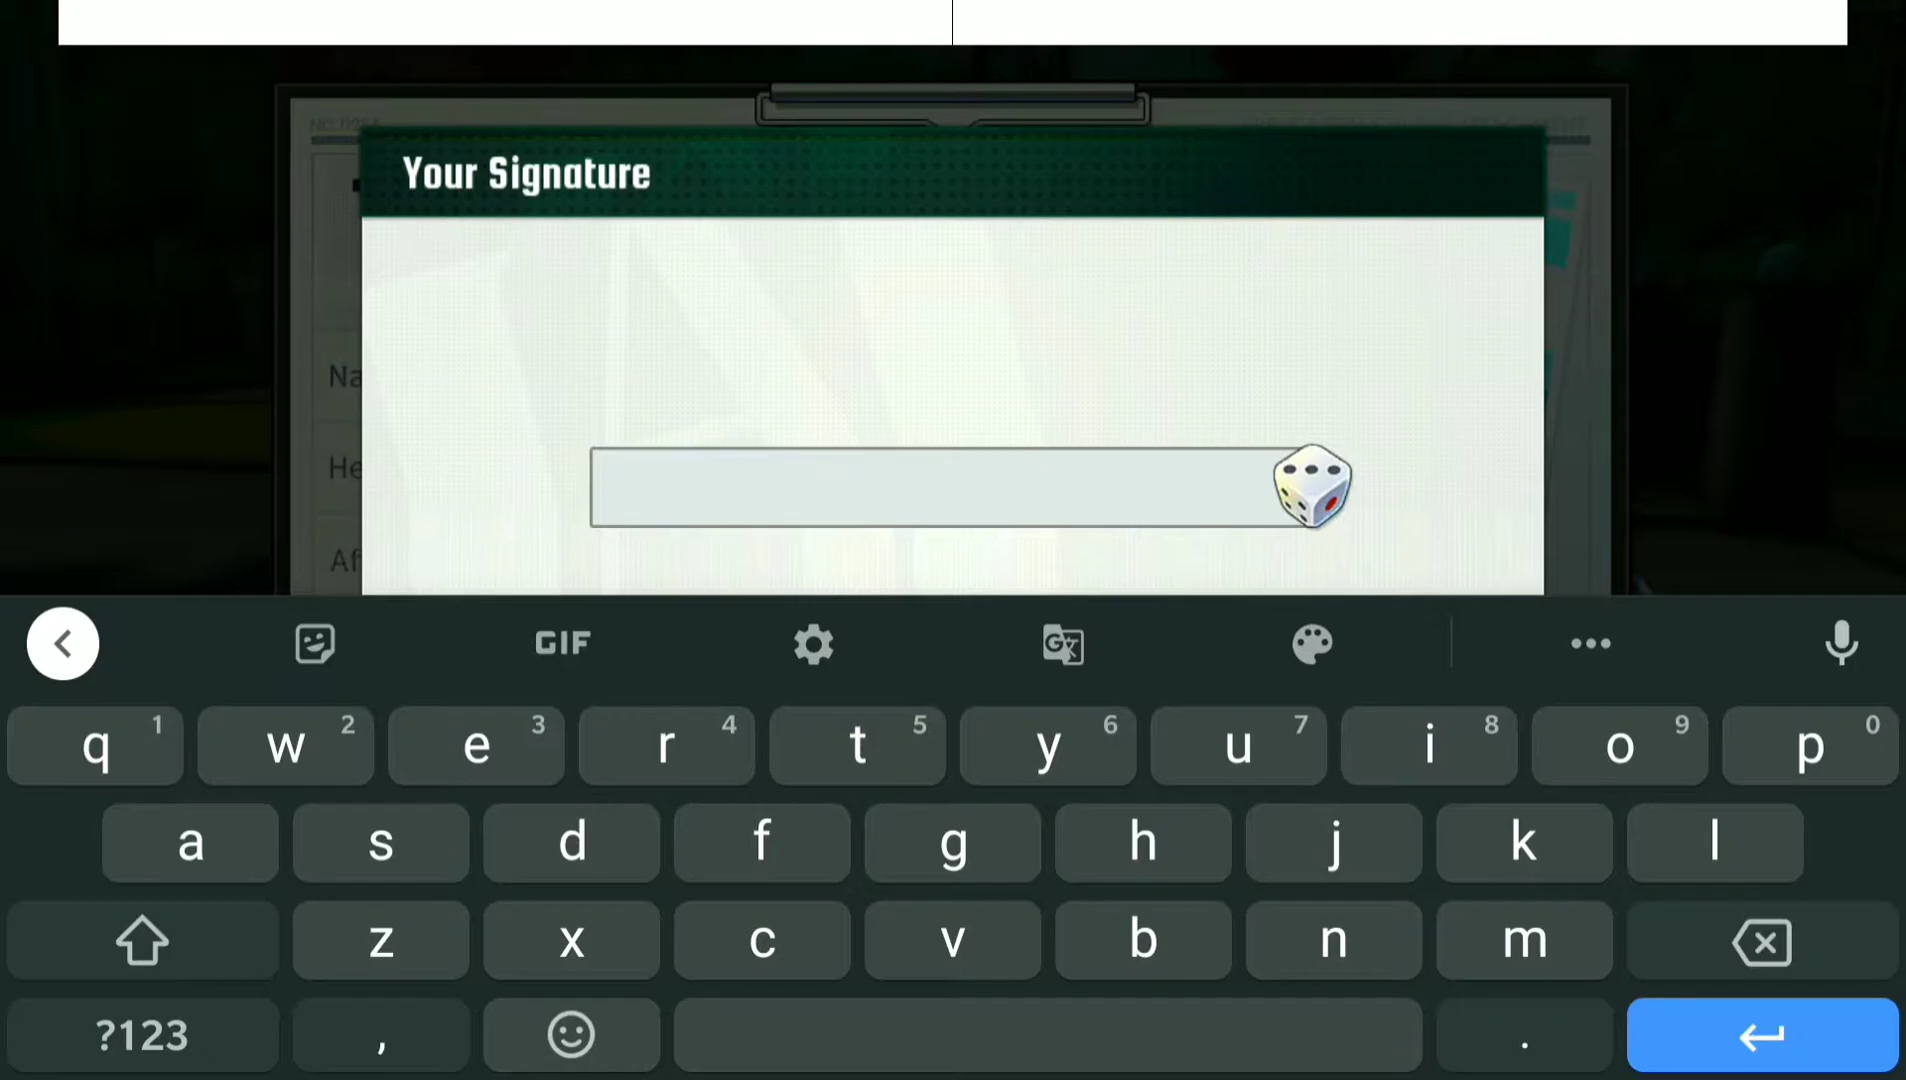 Your Signature
Na
He
Af
GIF
q 1 w 2 e 3 r 4 t 5 y 6 u 7 i 8 o 9 p 0
a s d f g h j k l
z x c v b n m
?123 , .